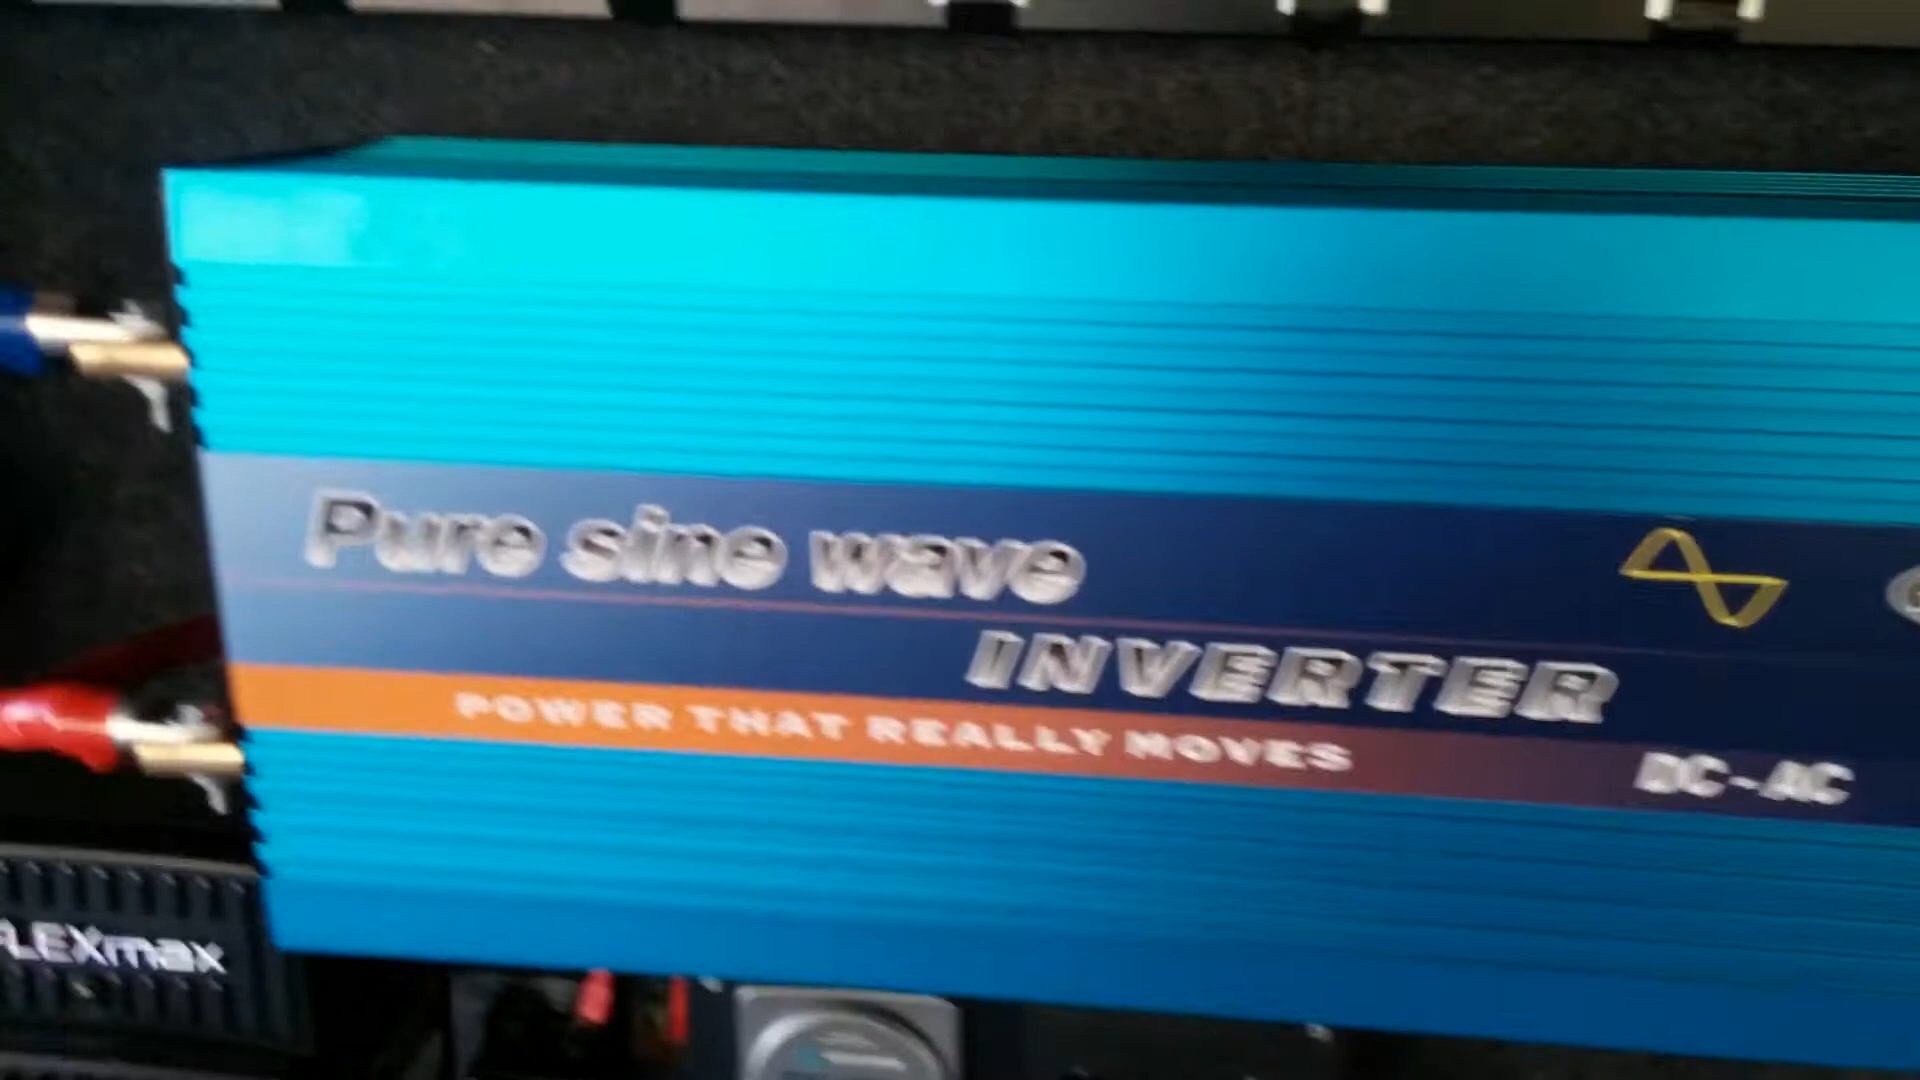 Pure sine wave
INVERTER
POWER THAT REALLY MOVES
DC-AC
LEXmax